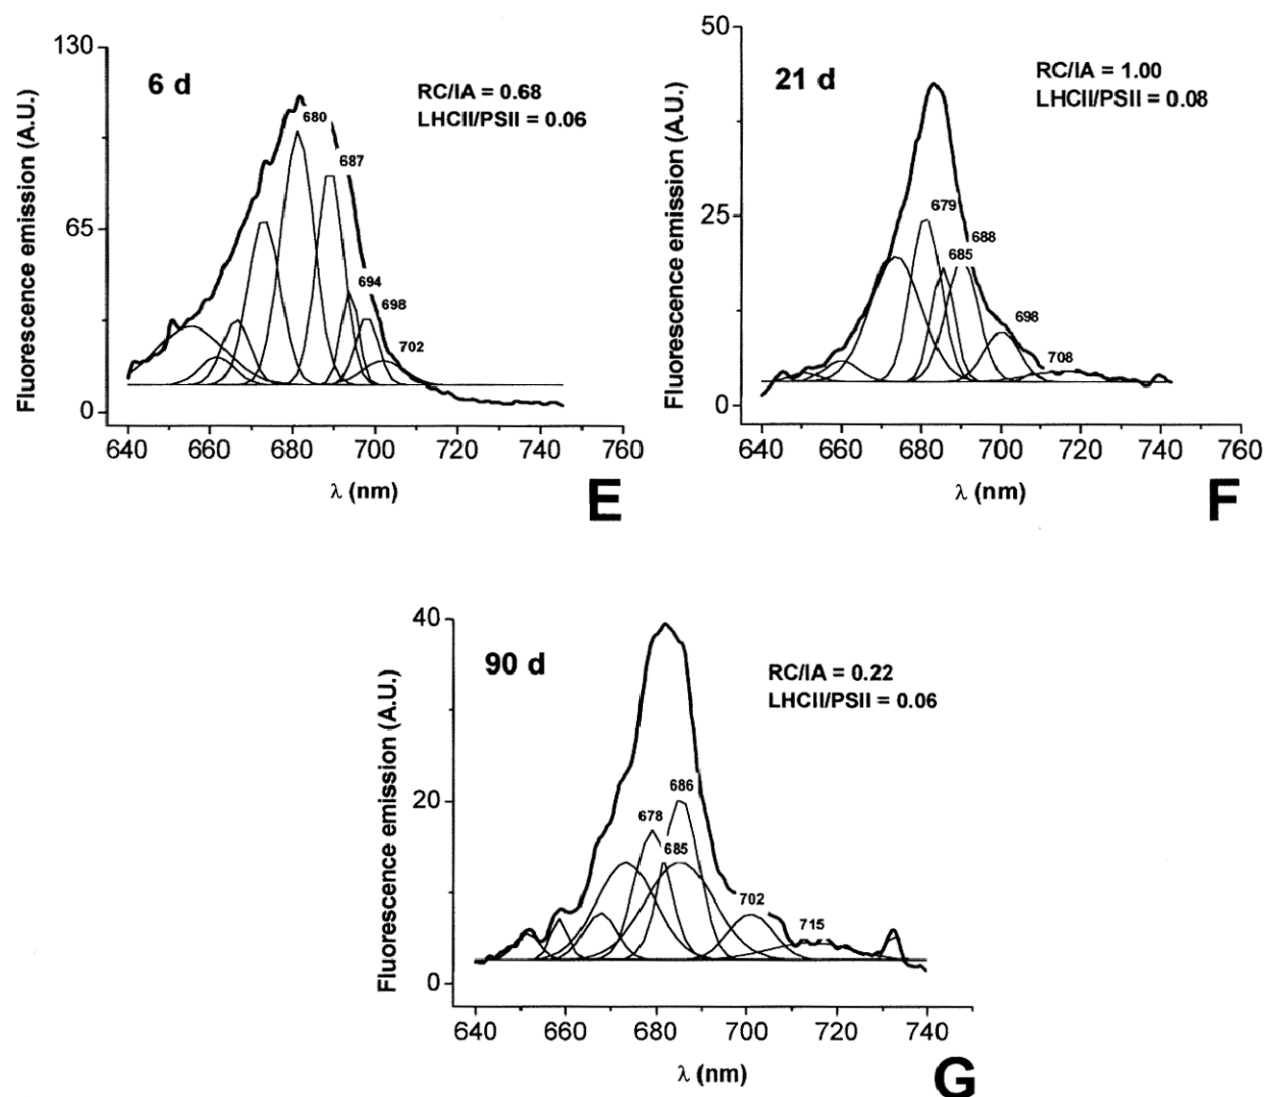 130
65
0
Fluorescence emission (A.U.)
6 d
RC/IA = 0.68
LHCII/PSII = 0.06
680
687
694
698
702
640 660 680 700 720 740 760
λ (nm)
E
50
25
0
Fluorescence emission (A.U.)
21 d
RC/IA = 1.00
LHCII/PSII = 0.08
679
688
685
698
708
640 660 680 700 720 740 760
λ (nm)
F
40
20
0
Fluorescence emission (A.U.)
90 d
RC/IA = 0.22
LHCII/PSII = 0.06
686
678
685
702
715
640 660 680 700 720 740
λ (nm)
G